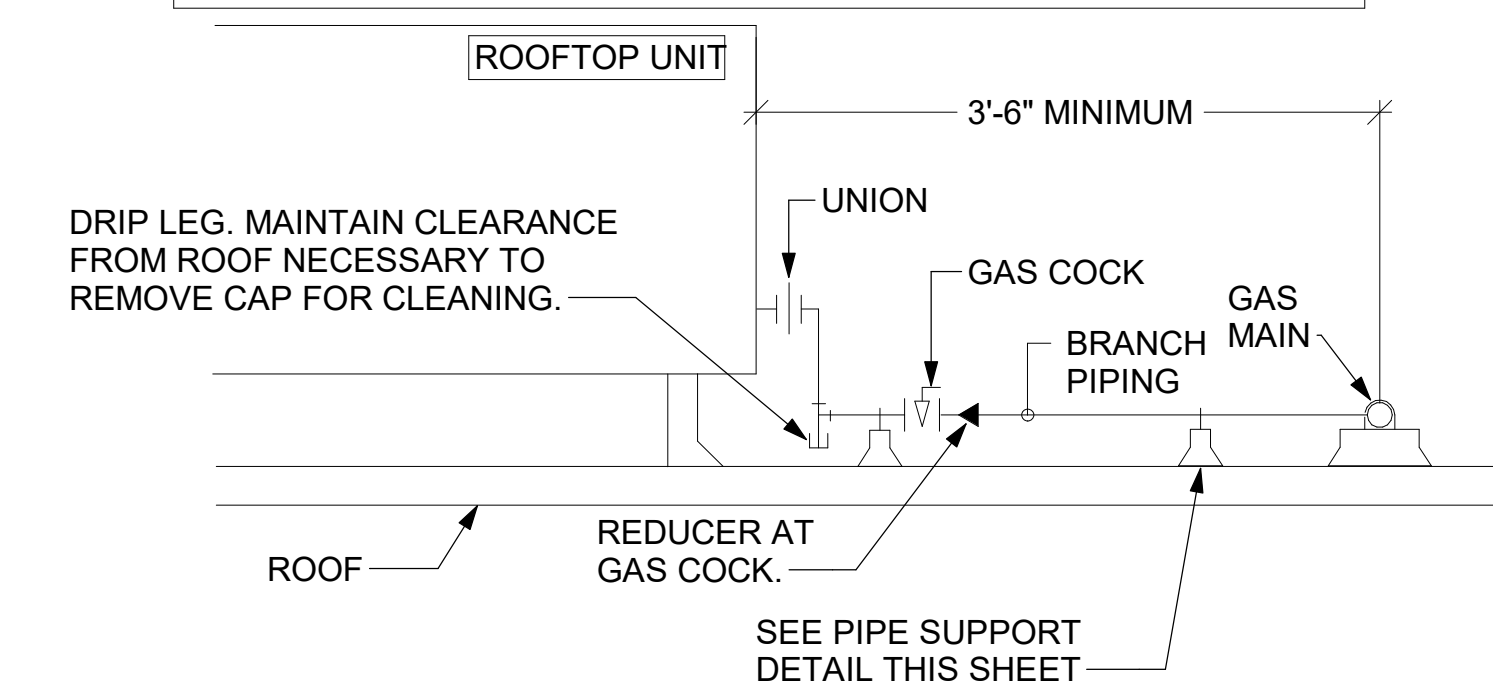 ROOFTOP UNIT
3'-6" MINIMUM
UNION
DRIP LEG. MAINTAIN CLEARANCE
FROM ROOF NECESSARY TO
REMOVE CAP FOR CLEANING.
GAS COCK
GAS
MAIN
BRANCH
PIPING
REDUCER AT
GAS COCK.
ROOF
SEE PIPE SUPPORT
DETAIL THIS SHEET